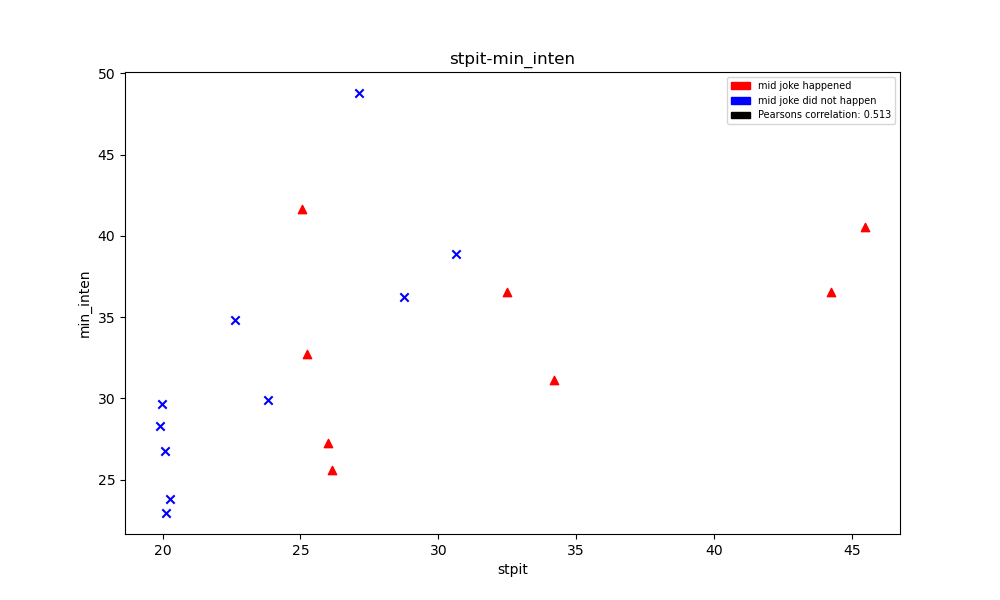 stpit-min_inten
mid joke happened
mid joke did not happen
Pearsons correlation: 0.513
50
45
40
35
30
25
min_inten
20
25
30
35
40
45
stpit